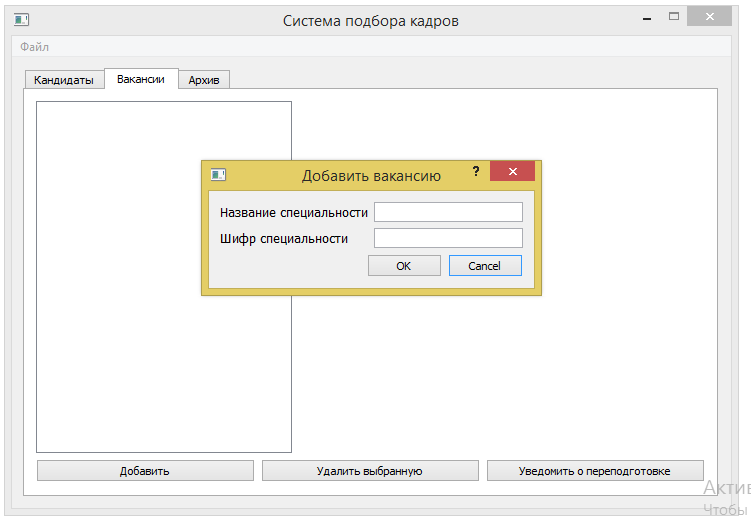 Система подбора кадров
Файл
Кандидаты Вакансии Архив
Добавить вакансию ?
Название специальности
Шифр специальности
OK Cancel
Добавить Удалить выбранную Уведомить о переподготовке
Актив
Чтобы